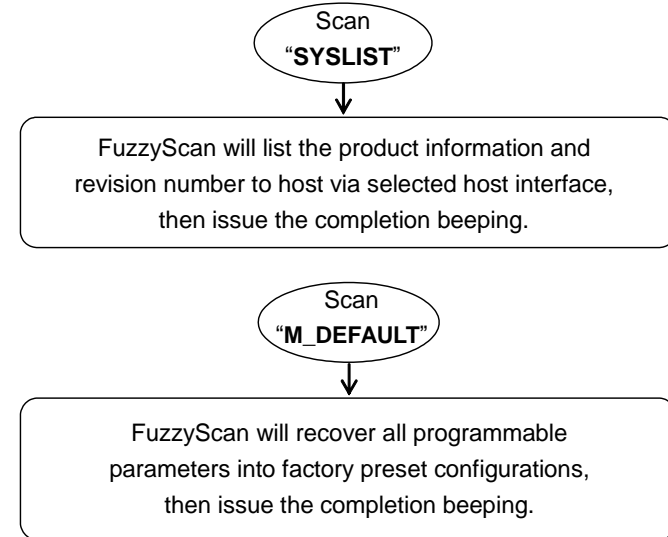 Scan
“SYSLIST”
FuzzyScan will list the product information and
revision number to host via selected host interface,
then issue the completion beeping.
Scan
“M_DEFAULT”
FuzzyScan will recover all programmable
parameters into factory preset configurations,
then issue the completion beeping.